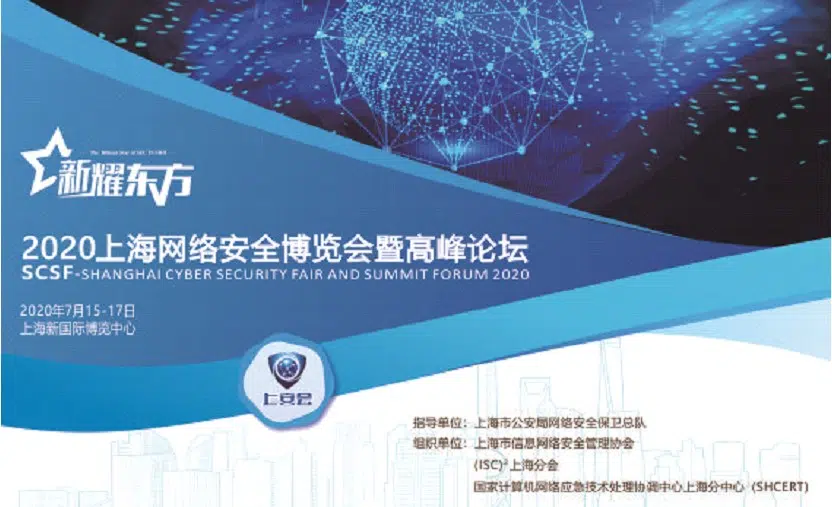 新耀东方
2020上海网络安全博览会暨高峰论坛
SCSF-SHANGHAI CYBER SECURITY FAIR AND SUMMIT FORUM 2020
2020年7月15-17日
上海新国际博览中心
上安会
指导单位：上海市公安局网络安全保卫总队
组织单位：上海市信息网络安全管理协会
(ISC)²上海分会
国家计算机网络应急技术处理协调中心上海分中心（SHCERT）